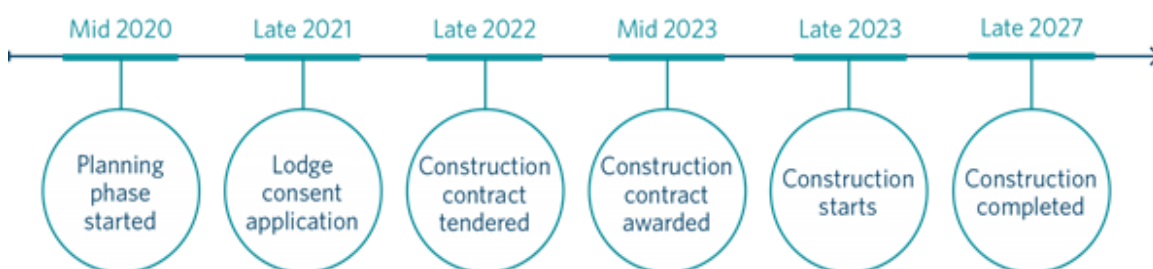 Mid 2020
Late 2021
Late 2022
Mid 2023
Late 2023
Late 2027
Planning
phase
started
Lodge
consent
application
Construction
contract
tendered
Construction
contract
awarded
Construction
starts
Construction
completed